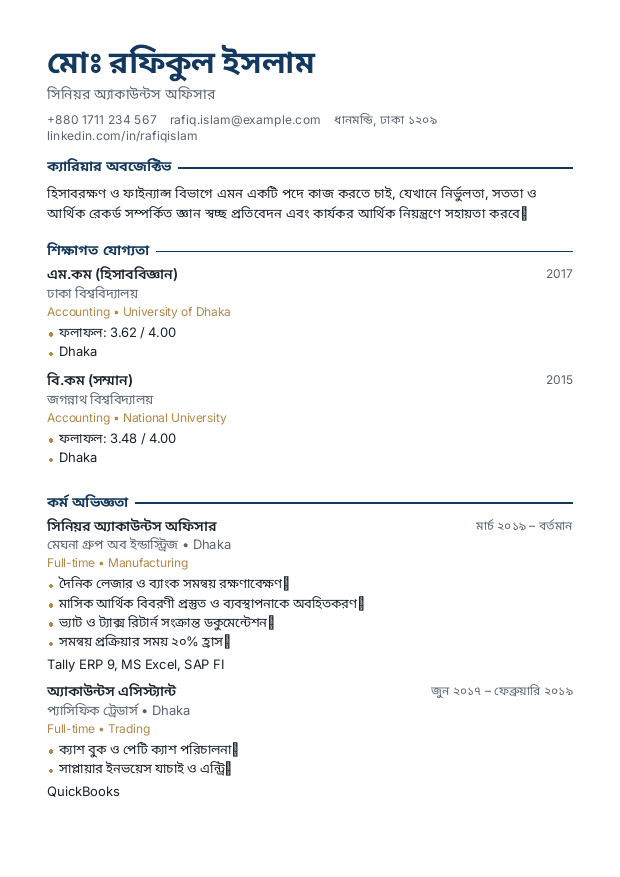 মোঃ রফিকুল ইসলাম
সিনিয়র অ্যাকাউন্টস অফিসার
+880 1711 234 567 rafiq.islam@example.com ধানমন্ডি, ঢাকা ১২০৯
linkedin.com/in/rafiqislam
ক্যারিয়ার অবজেক্টিভ
হিসাবরক্ষণ ও ফাইন্যান্স বিভাগে এমন একটি পদে কাজ করতে চাই, যেখানে নির্ভুলতা, সততা ও
আর্থিক রেকর্ড সম্পর্কিত জ্ঞান স্বচ্ছ প্রতিবেদন এবং কার্যকর আর্থিক নিয়ন্ত্রণে সহায়তা করবে
শিক্ষাগত যোগ্যতা
এম.কম (হিসাববিজ্ঞান) 2017
ঢাকা বিশ্ববিদ্যালয়
Accounting • University of Dhaka
• ফলাফল: 3.62 / 4.00
• Dhaka
বি.কম (সম্মান) 2015
জগন্নাথ বিশ্ববিদ্যালয়
Accounting • National University
• ফলাফল: 3.48 / 4.00
• Dhaka
কর্ম অভিজ্ঞতা
সিনিয়র অ্যাকাউন্টস অফিসার মার্চ ২০১৯ – বর্তমান
মেঘনা গ্রুপ অব ইন্ডাস্ট্রিজ • Dhaka
Full-time • Manufacturing
• দৈনিক লেজার ও ব্যাংক সমন্বয় রক্ষণাবেক্ষণ
• মাসিক আর্থিক বিবরণী প্রস্তুত ও ব্যবস্থাপনাকে অবহিতকরণ
• ভ্যাট ও ট্যাক্স রিটার্ন সংক্রান্ত ডকুমেন্টেশন
• সমন্বয় প্রক্রিয়ার সময় ২০% হ্রাস
Tally ERP 9, MS Excel, SAP FI
অ্যাকাউন্টস এসিস্ট্যান্ট জুন ২০১৭ – ফেব্রুয়ারি ২০১৯
প্যাসিফিক ট্রেডার্স • Dhaka
Full-time • Trading
• ক্যাশ বুক ও পেটি ক্যাশ পরিচালনা
• সাপ্লায়ার ইনভয়েস যাচাই ও এন্ট্রি
QuickBooks